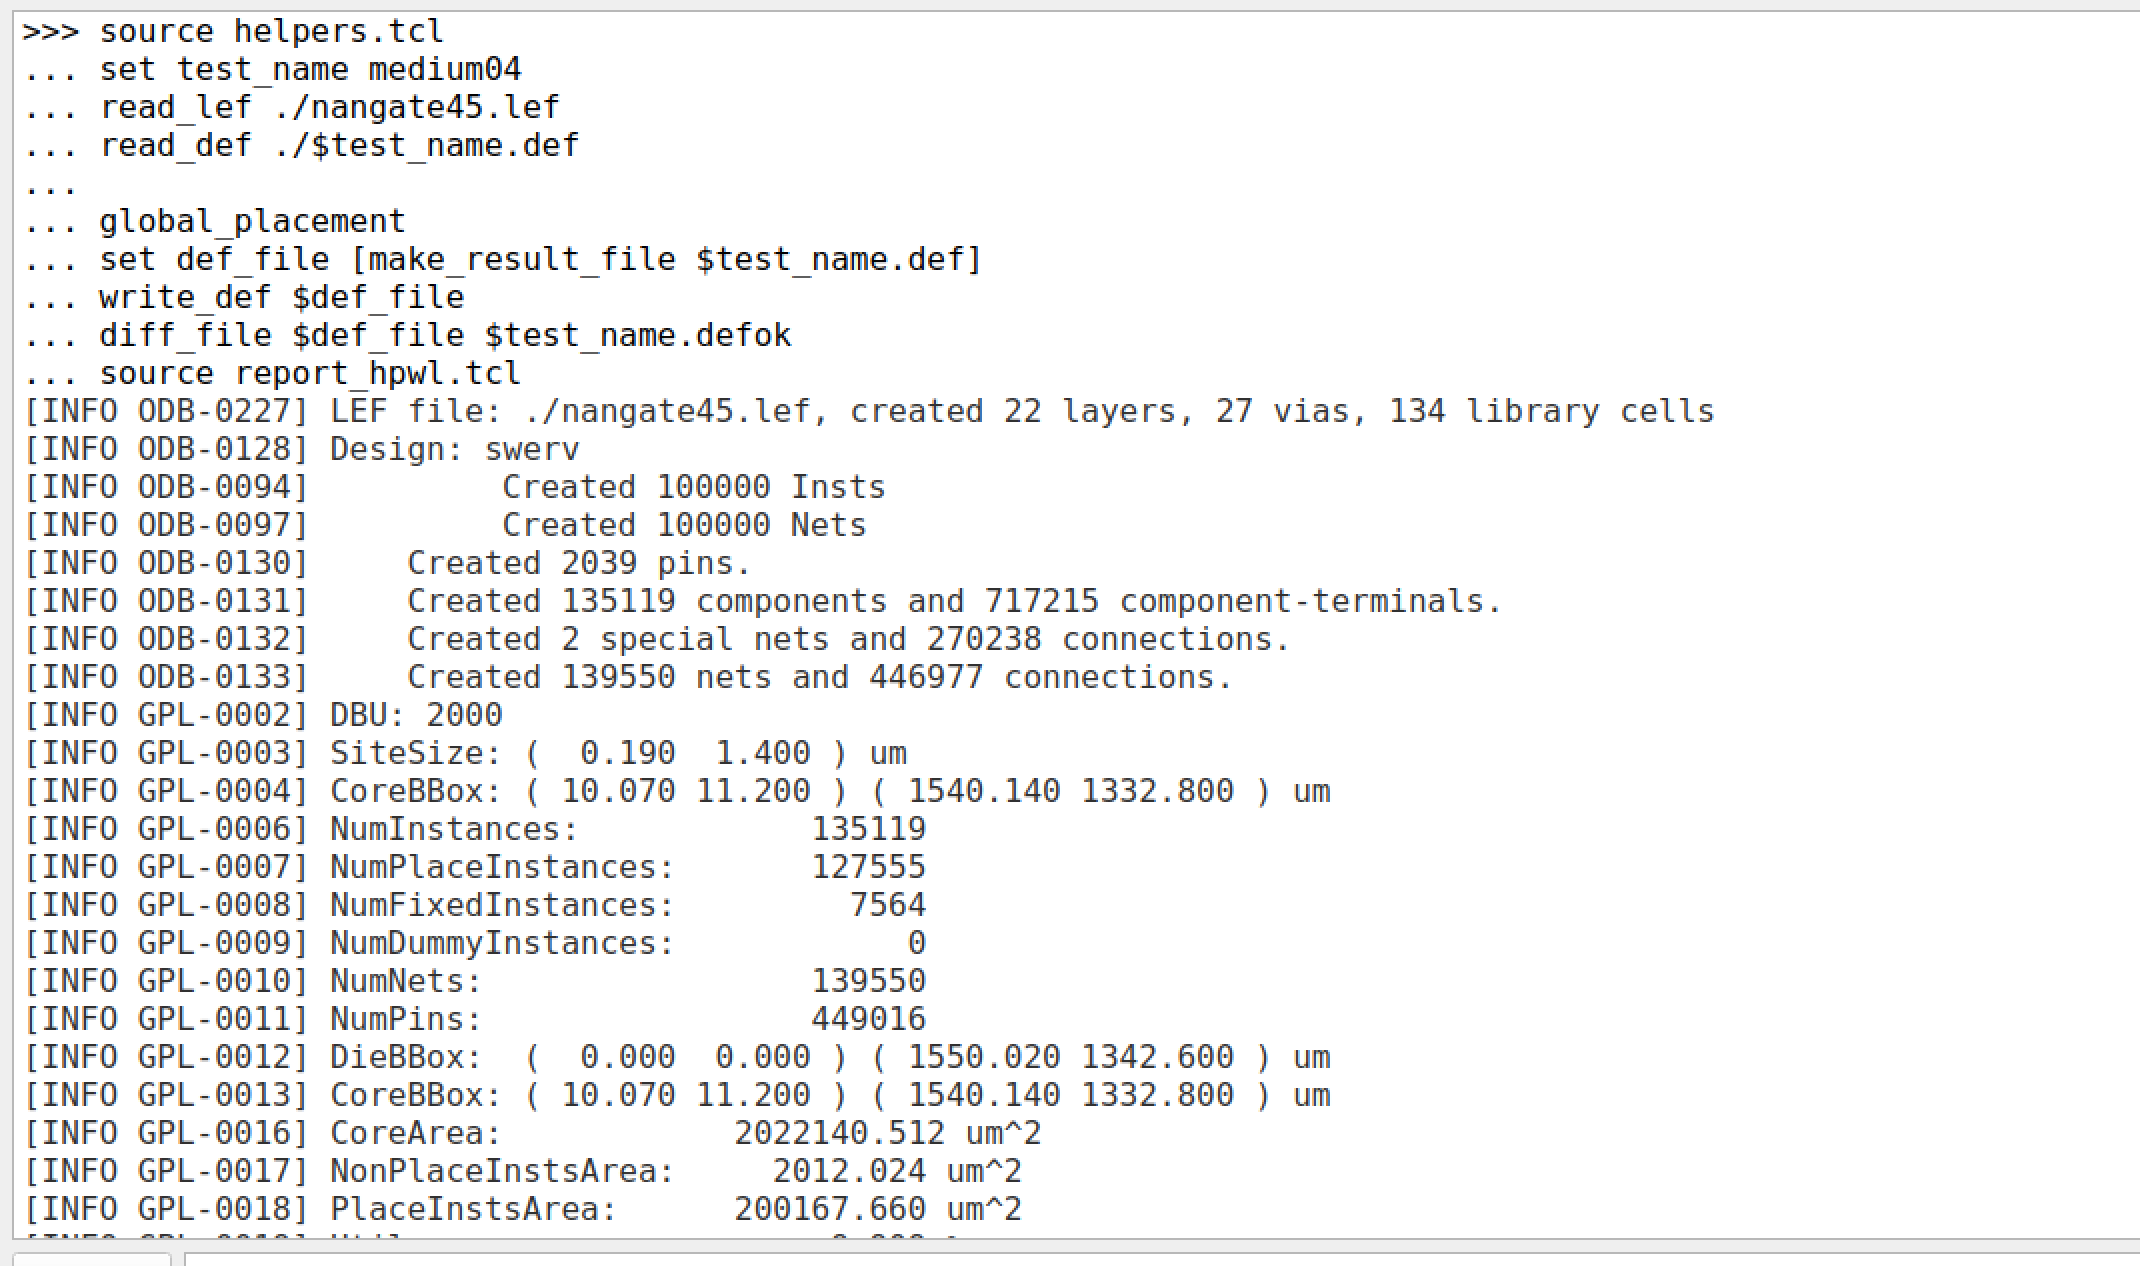 >>> source helpers.tcl
... set test_name medium04
... read_lef ./nangate45.lef
... read_def ./$test_name.def
...
... global_placement
... set def_file [make_result_file $test_name.def]
... write_def $def_file
... diff_file $def_file $test_name.defok
... source report_hpwl.tcl
[INFO ODB-0227] LEF file: ./nangate45.lef, created 22 layers, 27 vias, 134 library cells
[INFO ODB-0128] Design: swerv
[INFO ODB-0094]          Created 100000 Insts
[INFO ODB-0097]          Created 100000 Nets
[INFO ODB-0130]     Created 2039 pins.
[INFO ODB-0131]     Created 135119 components and 717215 component-terminals.
[INFO ODB-0132]     Created 2 special nets and 270238 connections.
[INFO ODB-0133]     Created 139550 nets and 446977 connections.
[INFO GPL-0002] DBU: 2000
[INFO GPL-0003] SiteSize: (  0.190  1.400 ) um
[INFO GPL-0004] CoreBBox: ( 10.070 11.200 ) ( 1540.140 1332.800 ) um
[INFO GPL-0006] NumInstances:            135119
[INFO GPL-0007] NumPlaceInstances:       127555
[INFO GPL-0008] NumFixedInstances:         7564
[INFO GPL-0009] NumDummyInstances:            0
[INFO GPL-0010] NumNets:                 139550
[INFO GPL-0011] NumPins:                 449016
[INFO GPL-0012] DieBBox:  (  0.000  0.000 ) ( 1550.020 1342.600 ) um
[INFO GPL-0013] CoreBBox: ( 10.070 11.200 ) ( 1540.140 1332.800 ) um
[INFO GPL-0016] CoreArea:            2022140.512 um^2
[INFO GPL-0017] NonPlaceInstsArea:     2012.024 um^2
[INFO GPL-0018] PlaceInstsArea:      200167.660 um^2